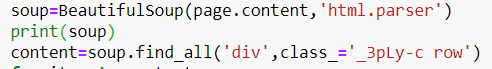 soup=BeautifulSoup(page.content,'html.parser')
print(soup)
content=soup.find_all('div',class_='_3pLy-c row')